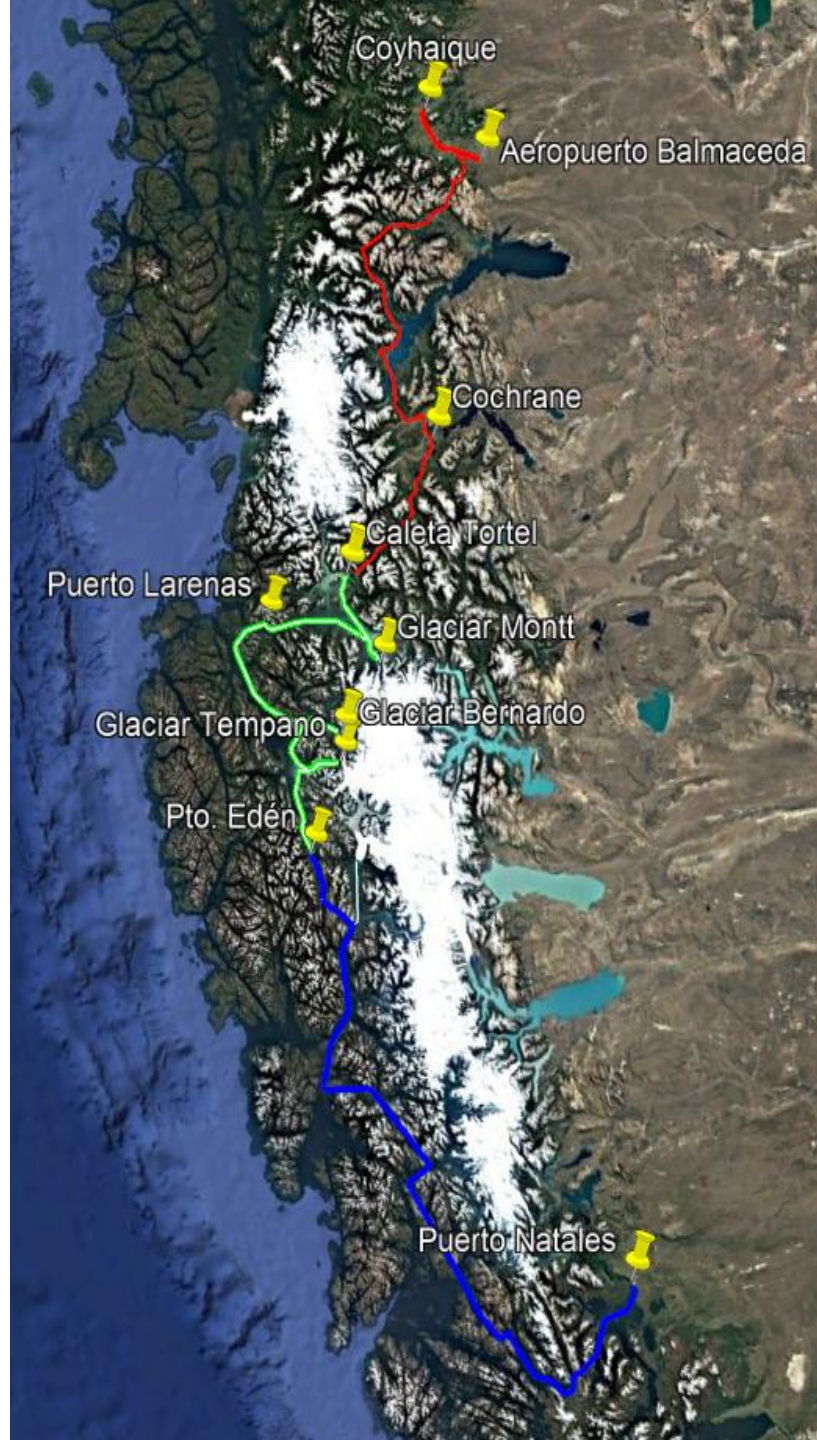 Coyhaique
Aeropuerto Balmaceda
Cochrane
Caleta Tortel
Puerto Larenas
Glaciar Montt
Glaciar Bernardo
Glaciar Tempano
Pto. Edén
Puerto Natales